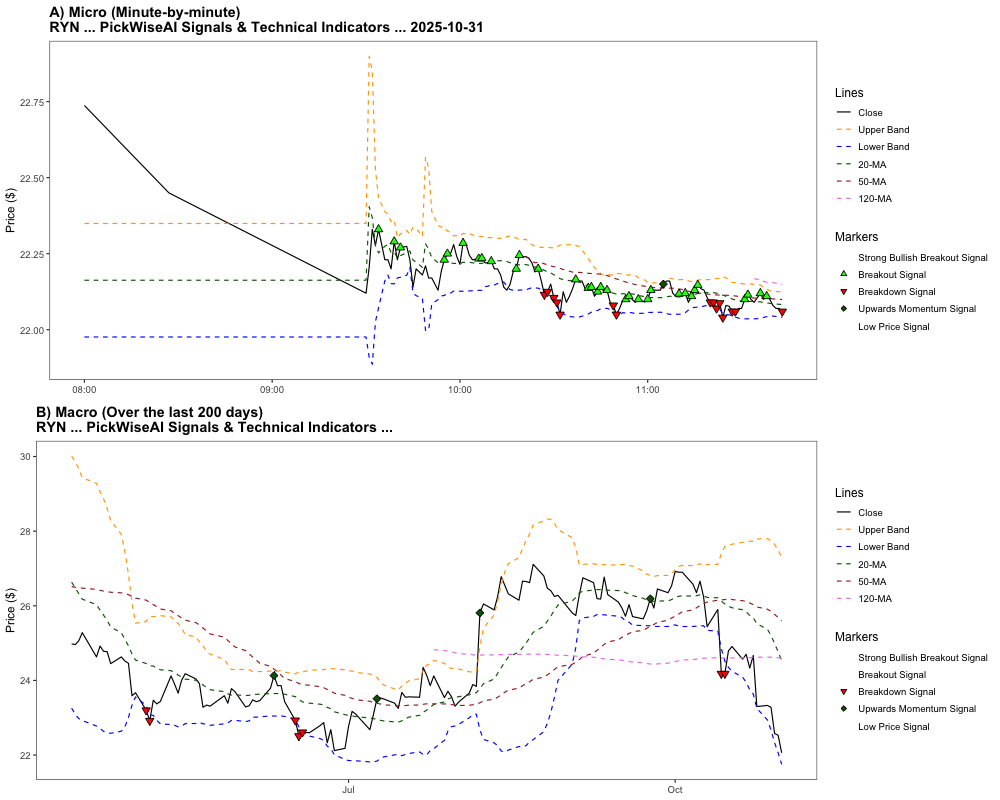 A) Micro (Minute-by-minute)
RYN ... PickWiseAI Signals & Technical Indicators ... 2025-10-31
Price ($)
22.75
22.50
22.25
22.00
08:00
09:00
10:00
11:00
Lines
Close
Upper Band
Lower Band
20-MA
50-MA
120-MA
Markers
Strong Bullish Breakout Signal
Breakout Signal
Breakdown Signal
Upwards Momentum Signal
Low Price Signal
B) Macro (Over the last 200 days)
RYN ... PickWiseAI Signals & Technical Indicators ...
Price ($)
30
28
26
24
22
Jul
Oct
Lines
Close
Upper Band
Lower Band
20-MA
50-MA
120-MA
Markers
Strong Bullish Breakout Signal
Breakout Signal
Breakdown Signal
Upwards Momentum Signal
Low Price Signal